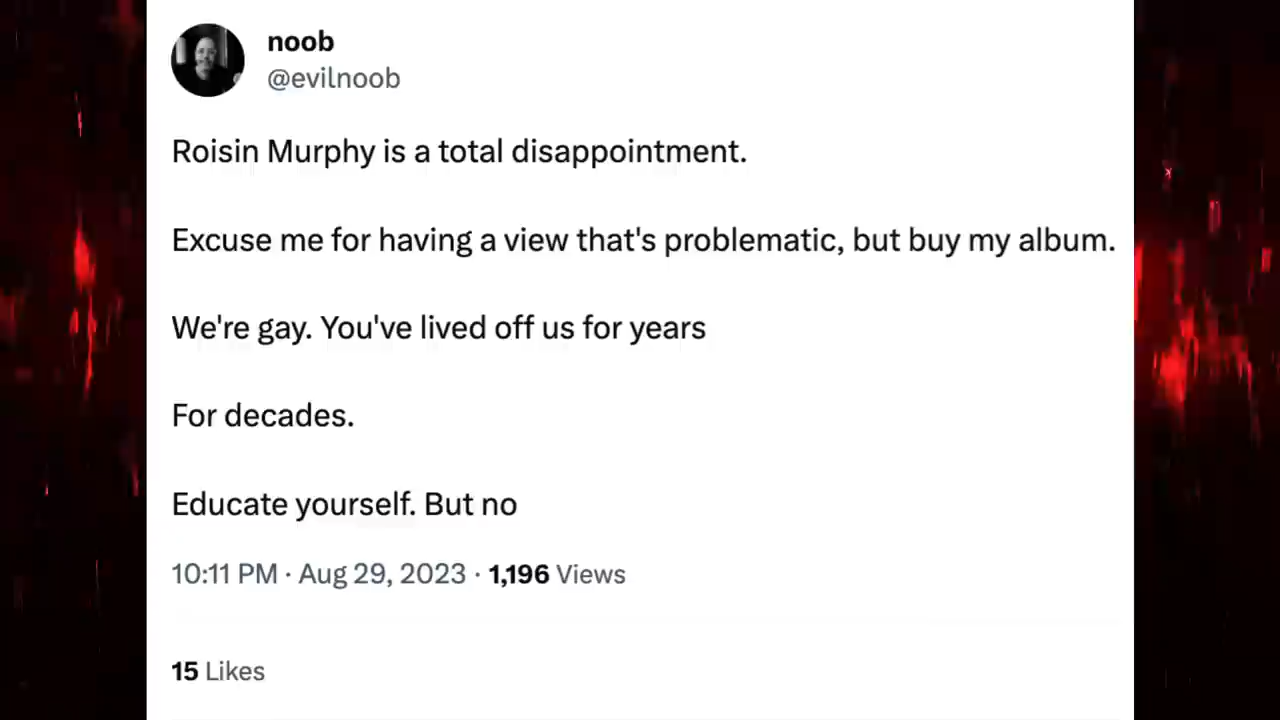 noob
@evilnoob
Roisin Murphy is a total disappointment.
Excuse me for having a view that's problematic, but buy my album.
We're gay. You've lived off us for years
For decades.
Educate yourself. But no
10:11 PM · Aug 29, 2023 · 1,196 Views
15 Likes